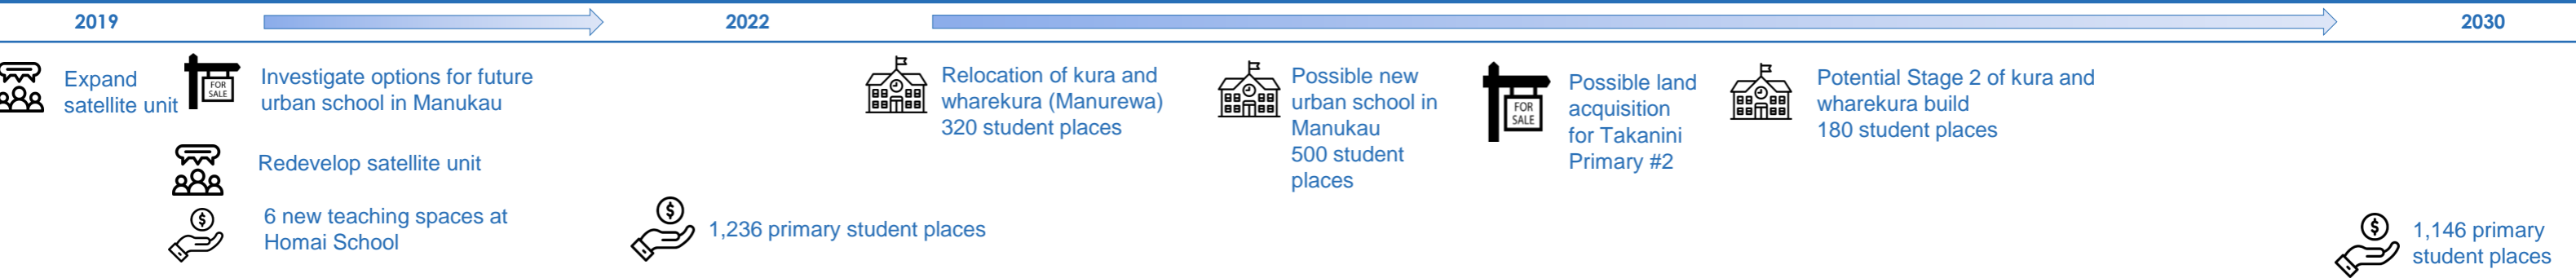 2019
2022
2030
Expand
satellite unit
FOR
SALE
Investigate options for future
urban school in Manukau
Redevelop satellite unit
$
6 new teaching spaces at
Homai School
$
1,236 primary student places
Relocation of kura and
wharekura (Manurewa)
320 student places
Possible new
urban school in
Manukau
500 student
places
FOR
SALE
Possible land
acquisition
for Takanini
Primary #2
Potential Stage 2 of kura and
wharekura build
180 student places
$
1,146 primary
student places